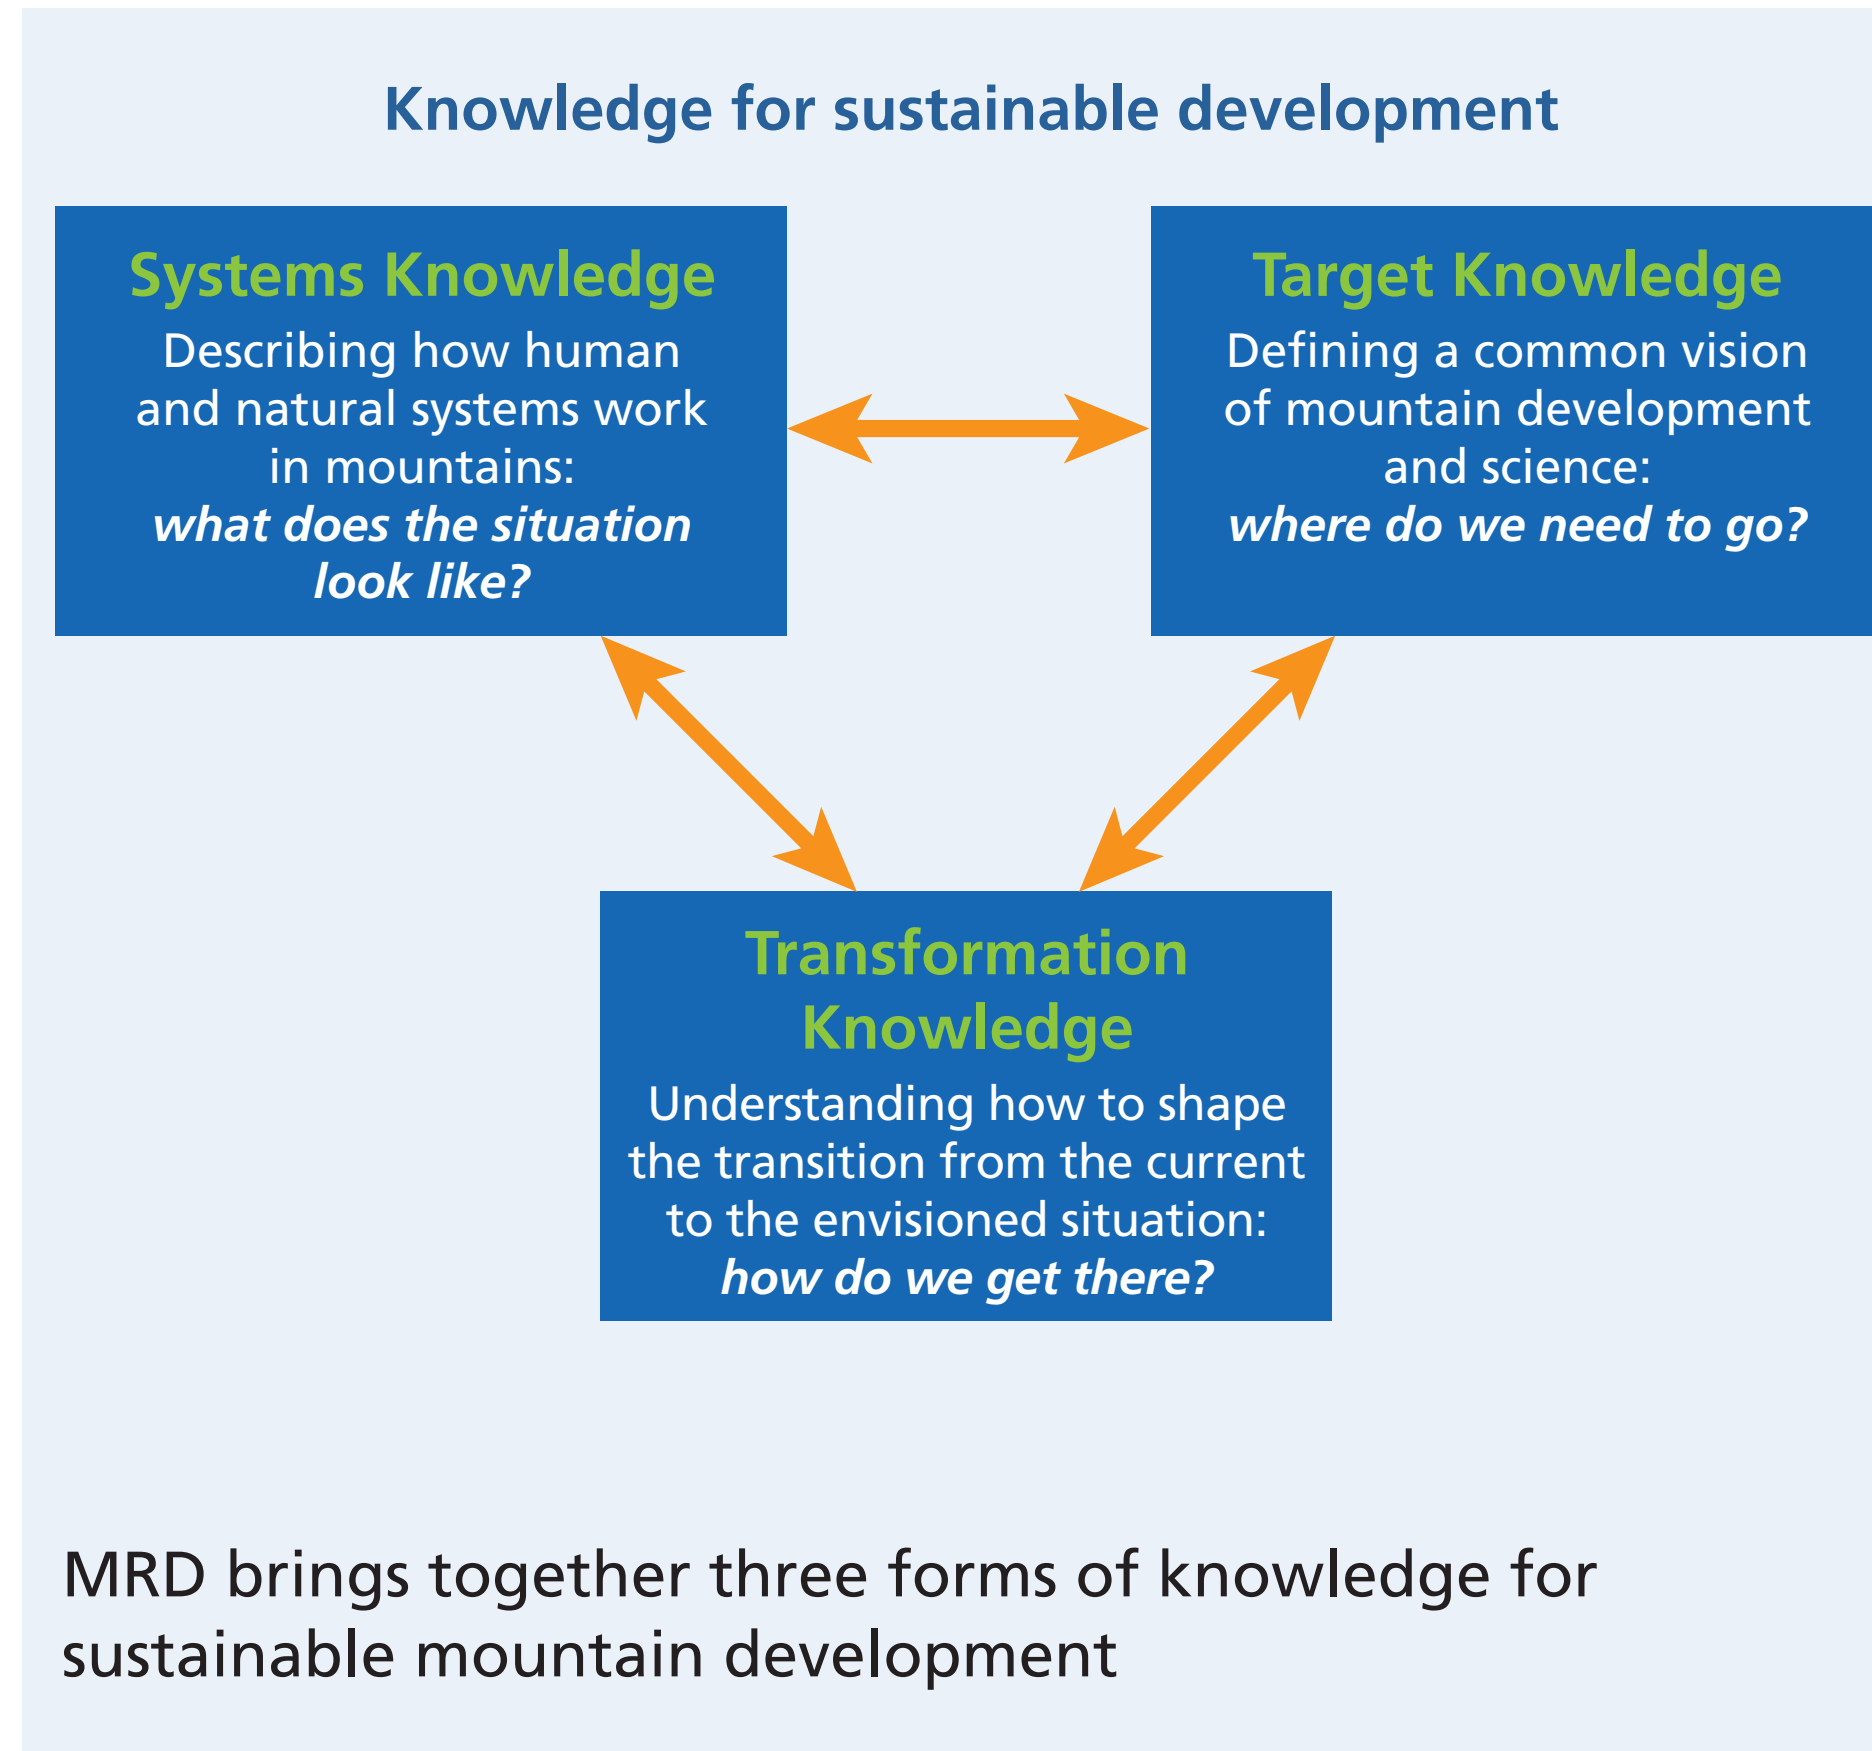 Knowledge for sustainable development
Systems Knowledge
Describing how human
and natural systems work
in mountains:
what does the situation
look like?
Target Knowledge
Defining a common vision
of mountain development
and science:
where do we need to go?
Transformation
Knowledge
Understanding how to shape
the transition from the current
to the envisioned situation:
how do we get there?
MRD brings together three forms of knowledge for
sustainable mountain development